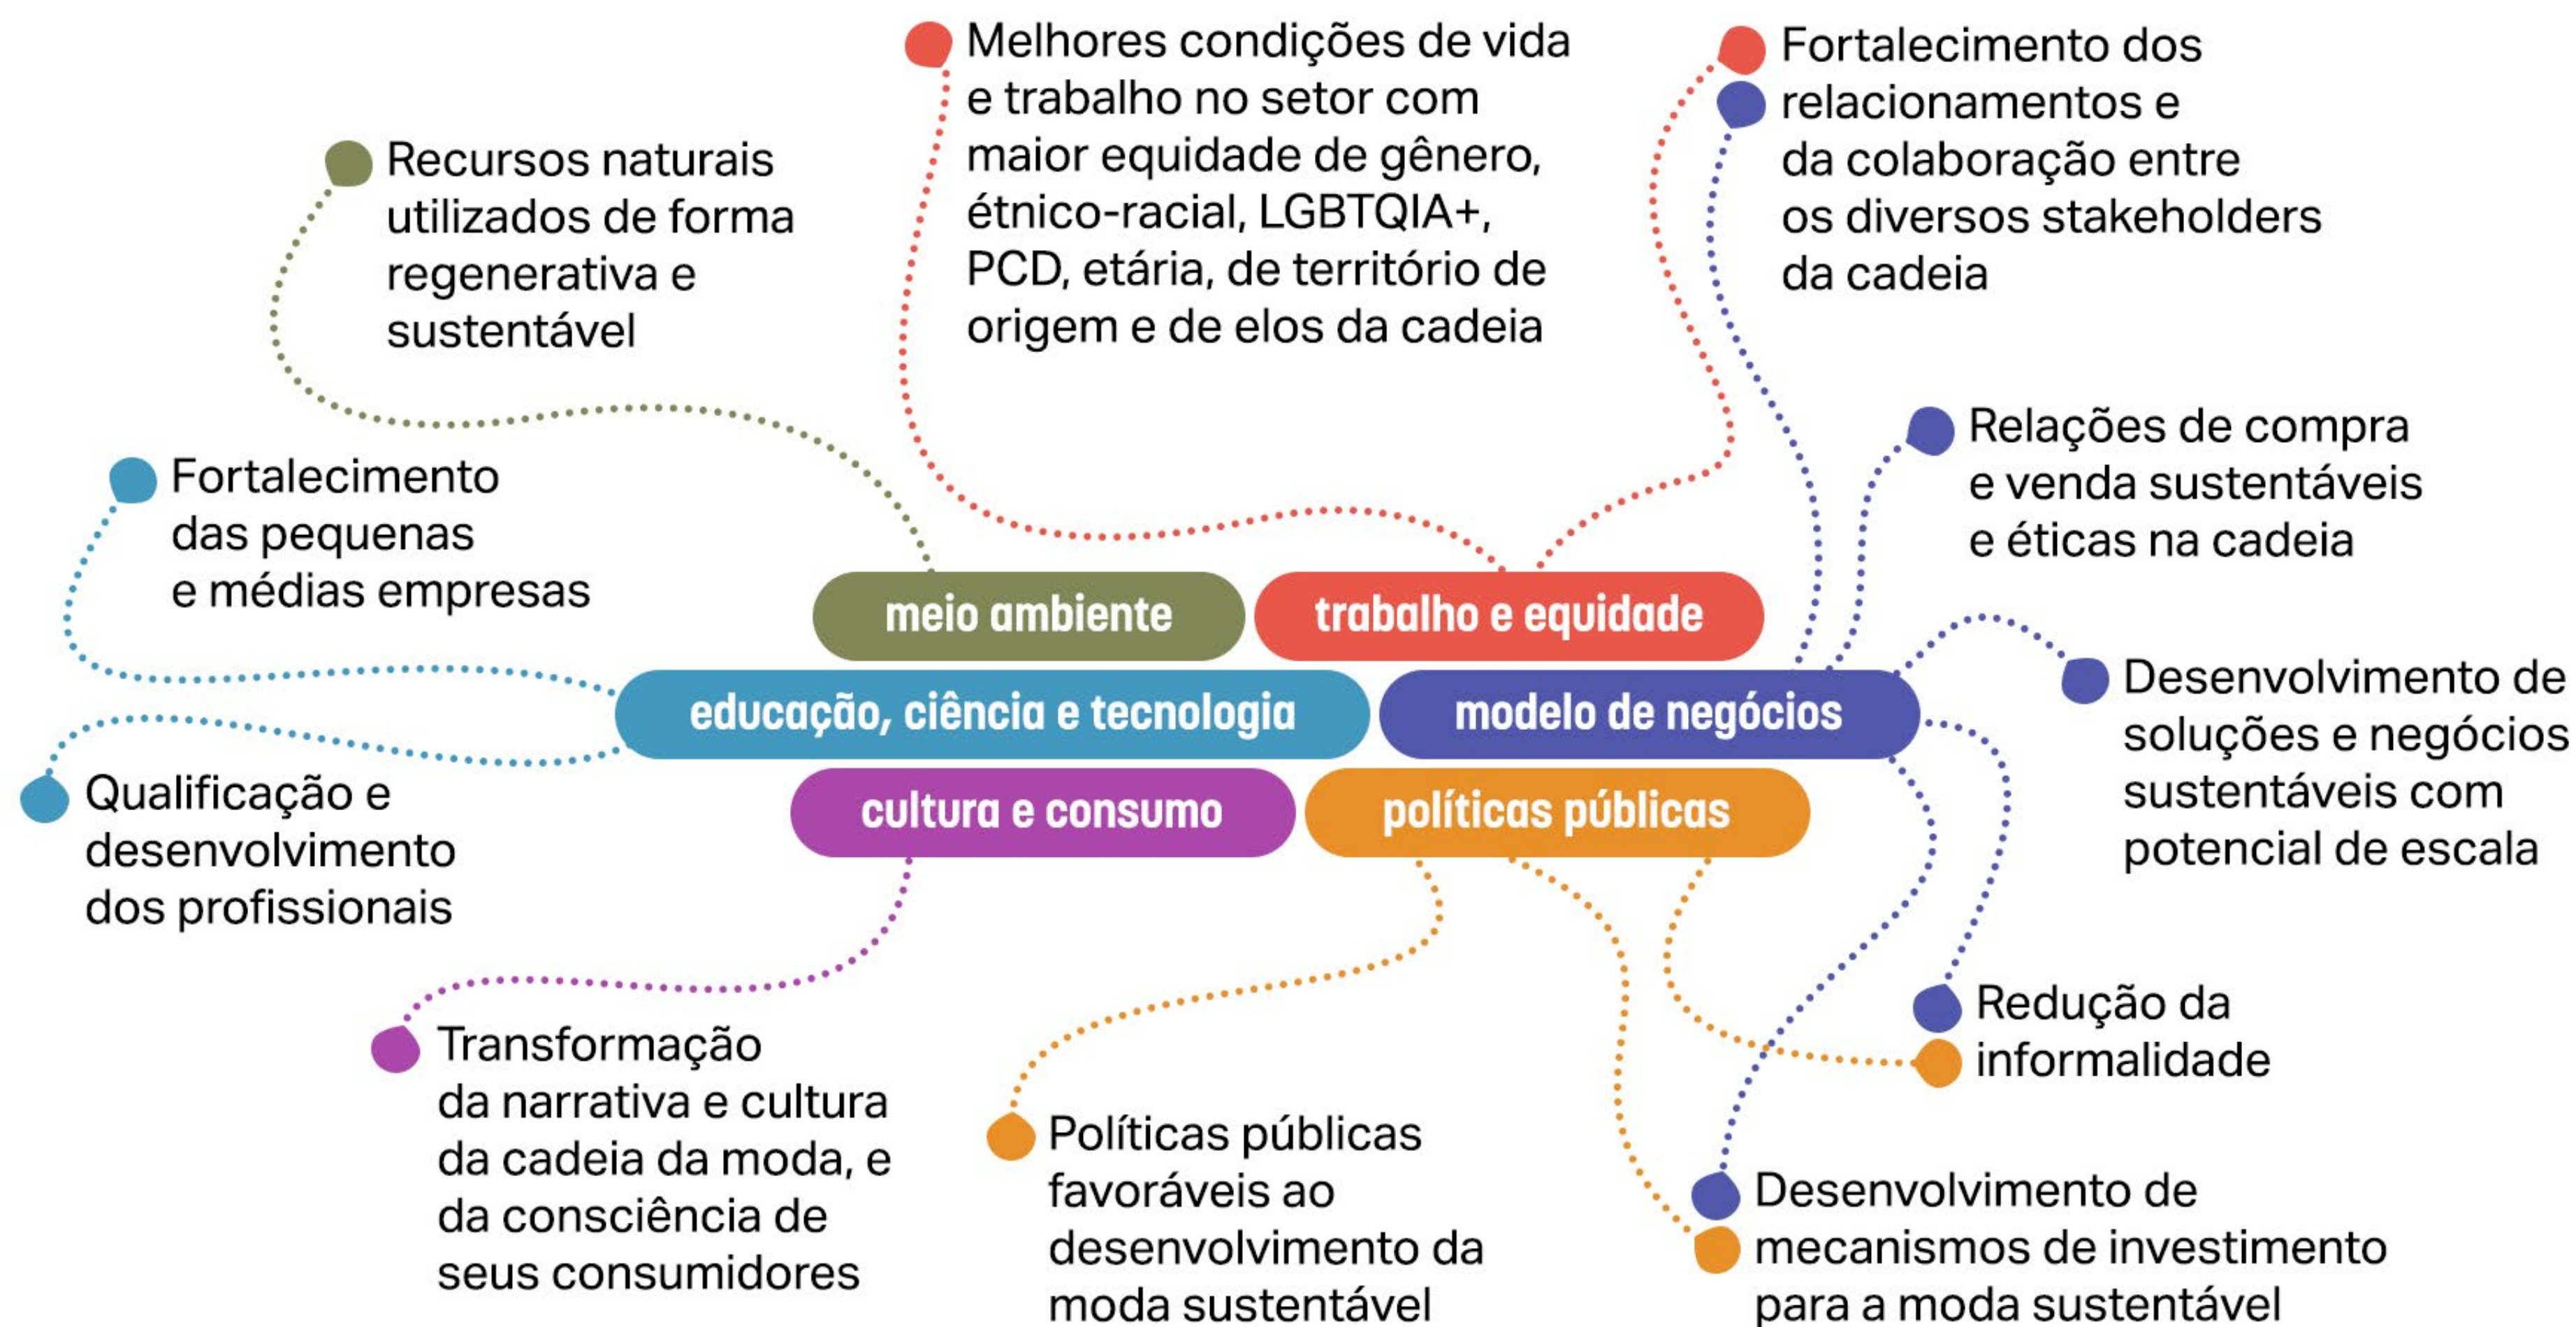 Melhores condições de vida
e trabalho no setor com
maior equidade de gênero,
étnico-racial, LGBTQIA+,
PCD, etária, de território de
origem e de elos da cadeia
Fortalecimento dos
relacionamentos e
da colaboração entre
os diversos stakeholders
da cadeia
Recursos naturais
utilizados de forma
regenerativa e
sustentável
Relações de compra
e venda sustentáveis
e éticas na cadeia
Fortalecimento
das pequenas
e médias empresas
meio ambiente
trabalho e equidade
educação, ciência e tecnologia
modelo de negócios
cultura e consumo
políticas públicas
Desenvolvimento de
soluções e negócios
sustentáveis com
potencial de escala
Qualificação e
desenvolvimento
dos profissionais
Redução da
informalidade
Transformação
da narrativa e cultura
da cadeia da moda, e
da consciência de
seus consumidores
Políticas públicas
favoráveis ao
desenvolvimento da
moda sustentável
Desenvolvimento de
mecanismos de investimento
para a moda sustentável